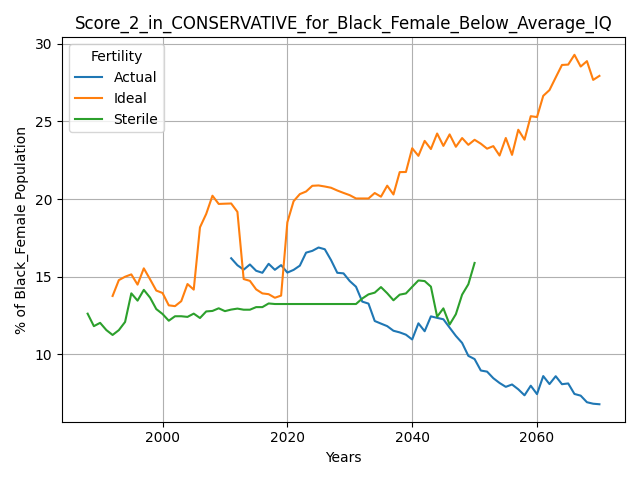 Score_2_in_CONSERVATIVE_for_Black_Female_Below_Average_IQ
30
25
20
15
10
% of Black_Female Population
Fertility
Actual
Ideal
Sterile
2000
2020
2040
2060
Years